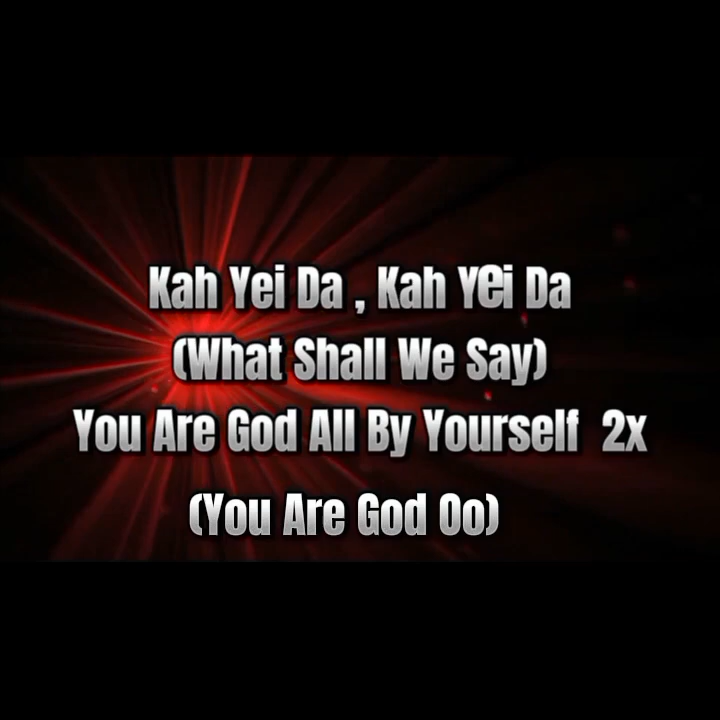 Kah Yei Da , Kah Yei Da
(What Shall We Say)
You Are God All By Yourself 2x
(You Are God Oo)